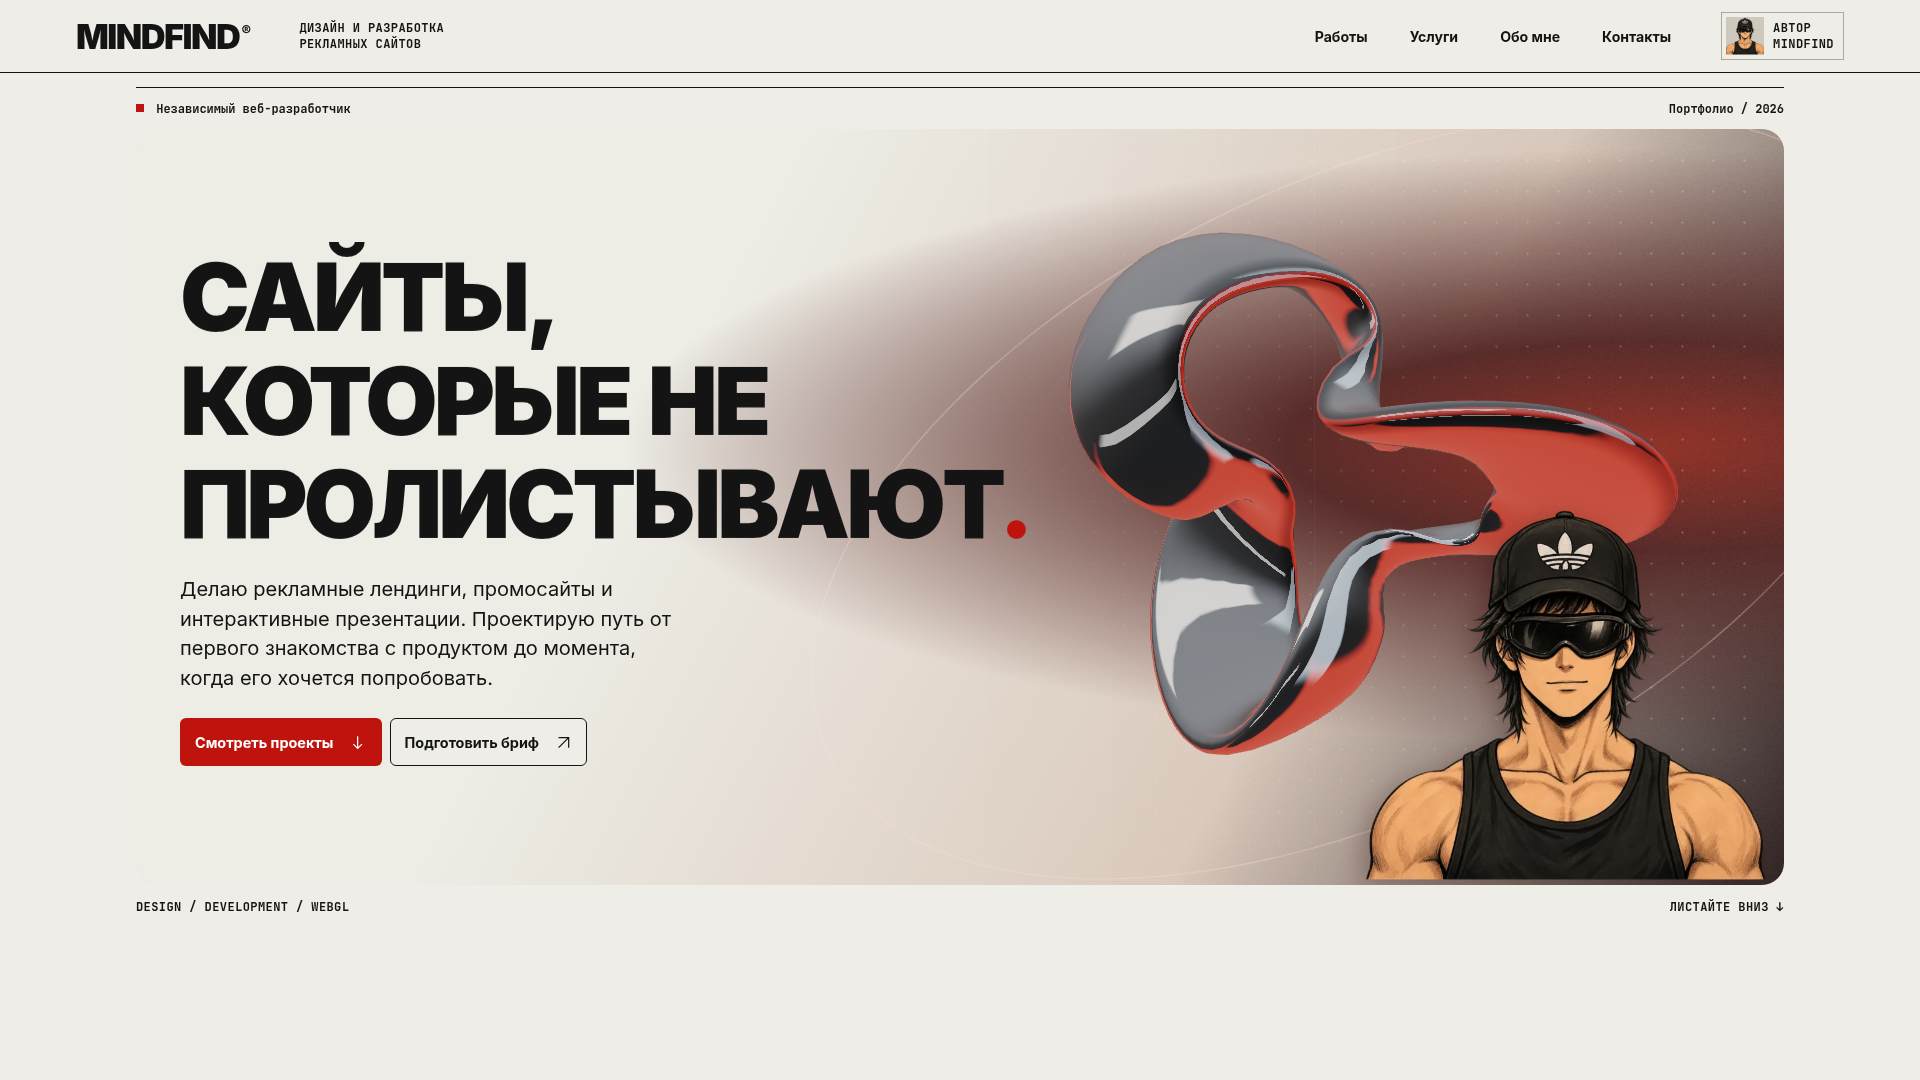 MINDFIND®
ДИЗАЙН И РАЗРАБОТКА
РЕКЛАМНЫХ САЙТОВ
Работы
Услуги
Обо мне
Контакты
АВТОР
MINDFIND
Независимый веб-разработчик
Портфолио / 2026
САЙТЫ,
КОТОРЫЕ НЕ
ПРОЛИСТЫВАЮТ.
Делаю рекламные лендинги, промосайты и
интерактивные презентации. Проектирую путь от
первого знакомства с продуктом до момента,
когда его хочется попробовать.
Смотреть проекты ↓
Подготовить бриф ↗
DESIGN / DEVELOPMENT / WEBGL
ЛИСТАЙТЕ ВНИЗ ↓